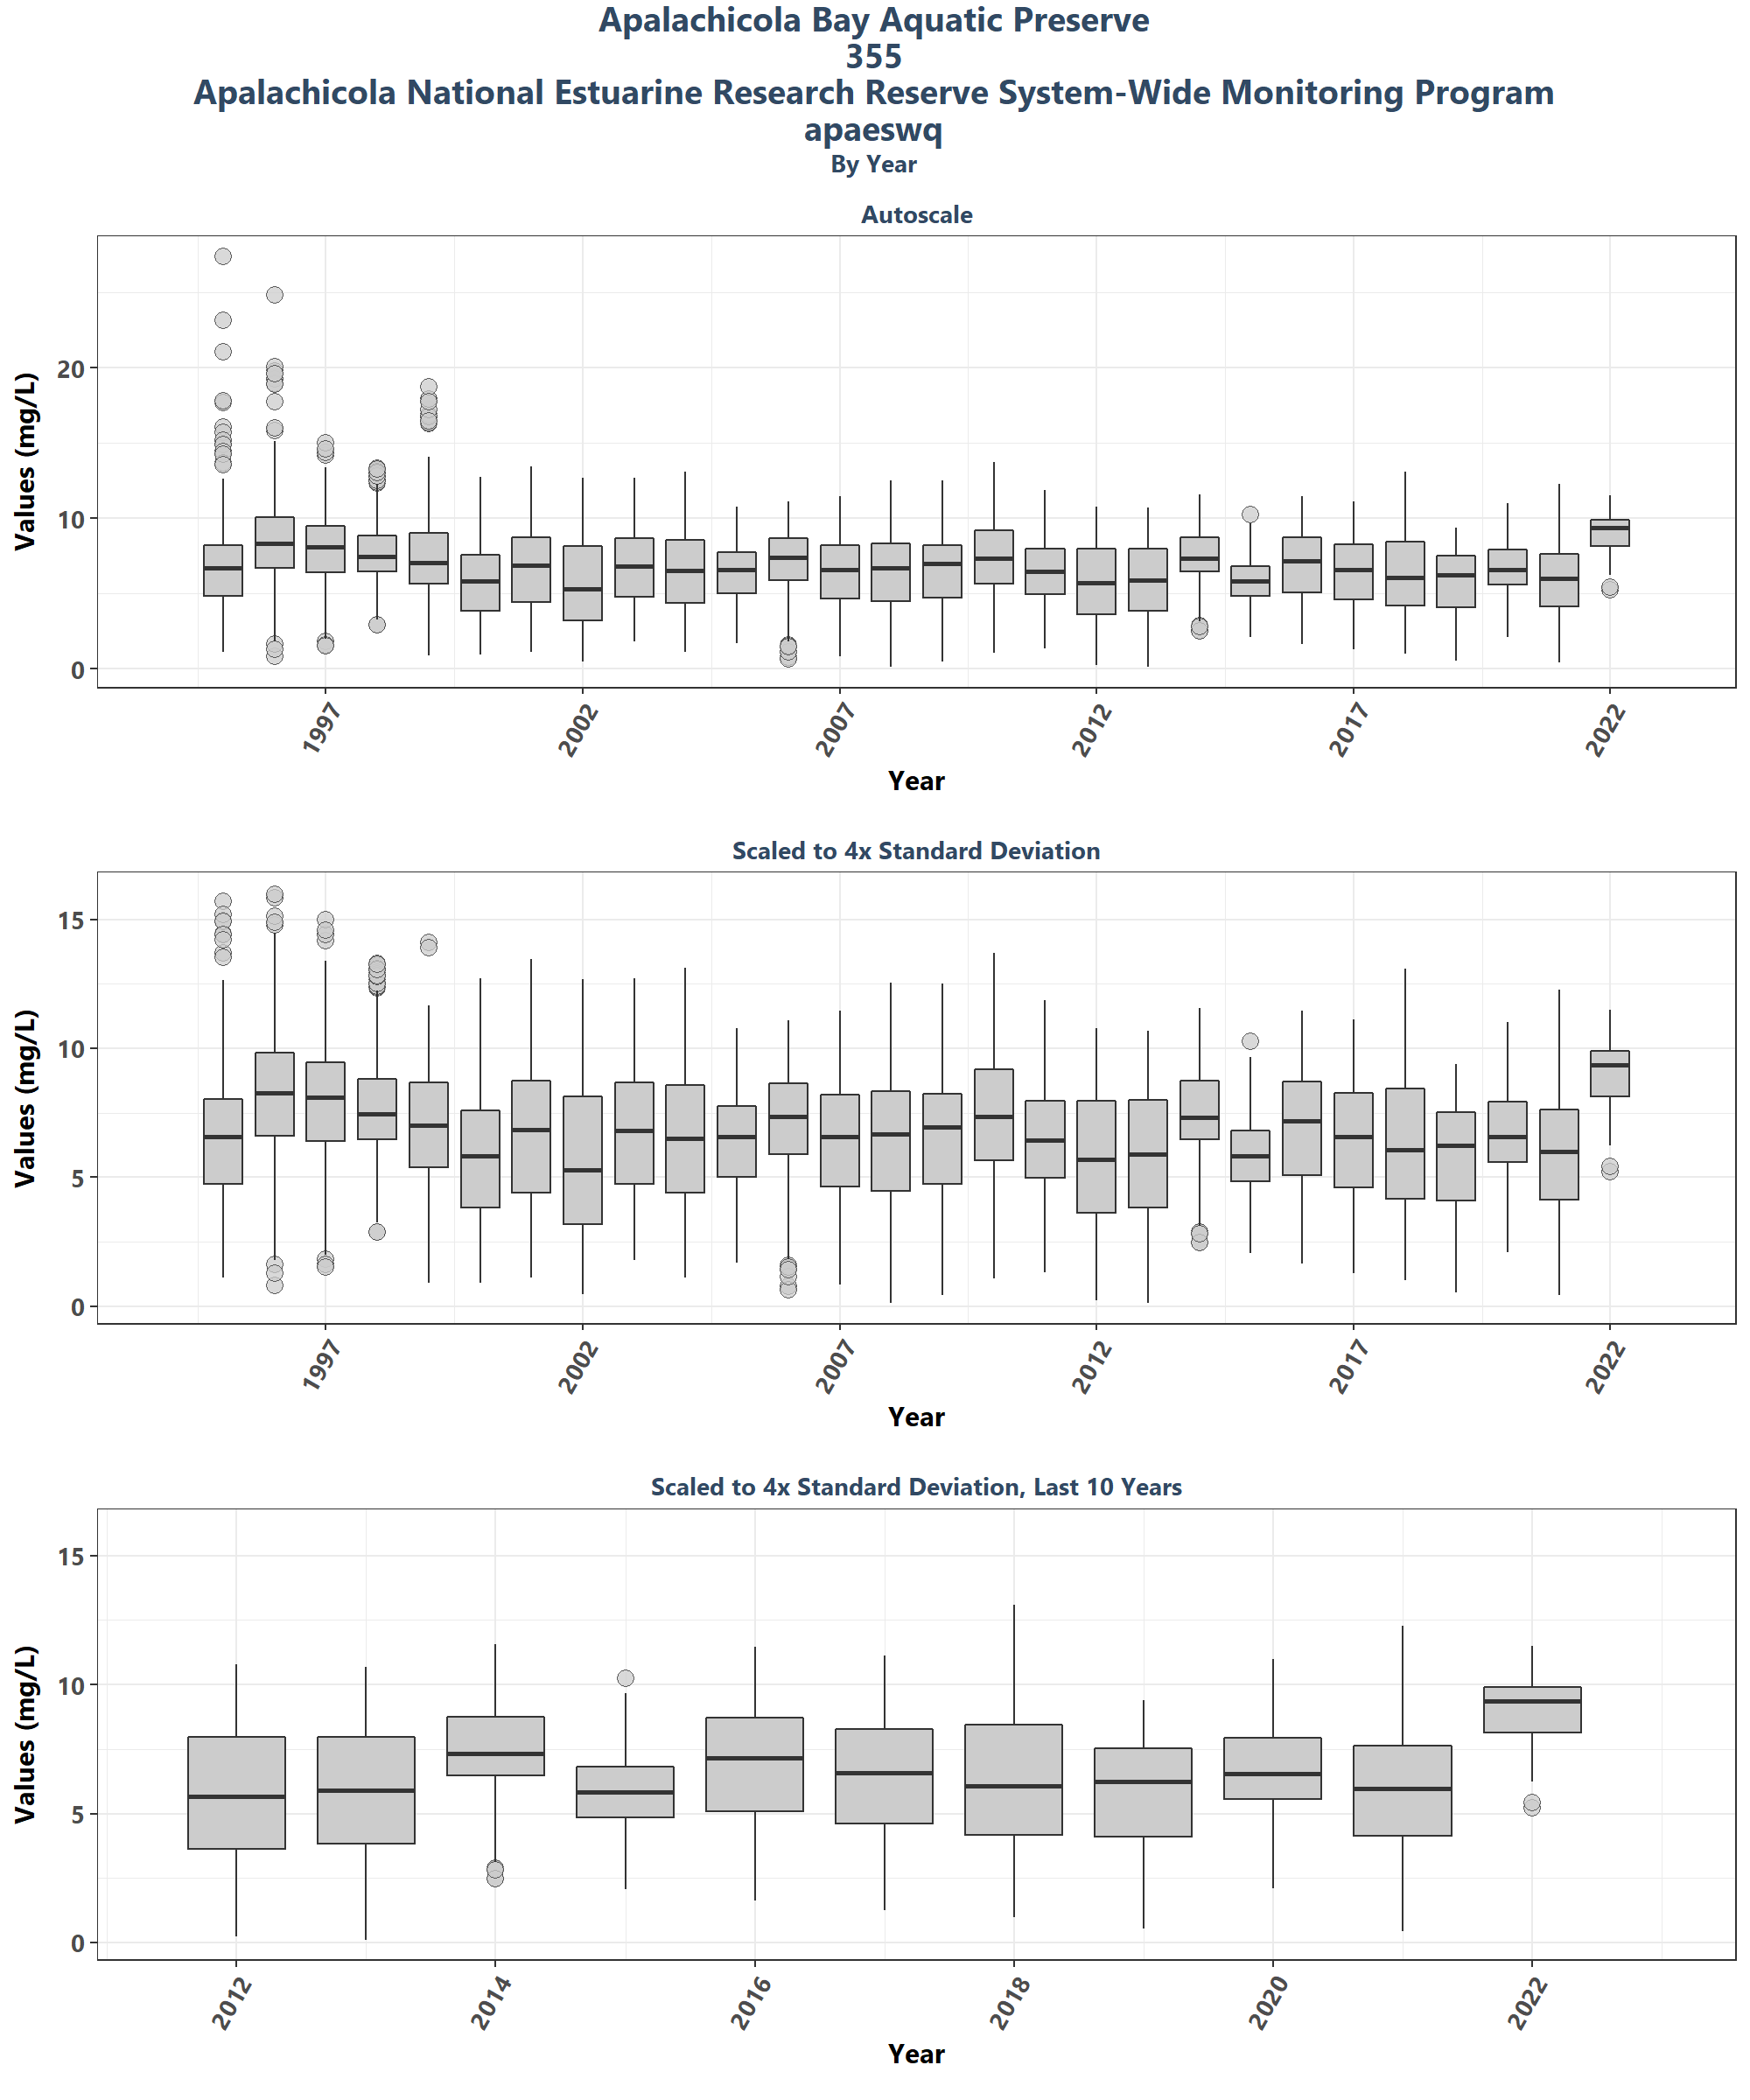 Apalachicola Bay Aquatic Preserve
355
Apalachicola National Estuarine Research Reserve System-Wide Monitoring Program
apaeswq
By Year
Autoscale
Values (mg/L)
20
10
0
1997
2002
2007
2012
2017
2022
Year
Scaled to 4x Standard Deviation
Values (mg/L)
15
10
5
0
1997
2002
2007
2012
2017
2022
Year
Scaled to 4x Standard Deviation, Last 10 Years
Values (mg/L)
15
10
5
0
2012
2014
2016
2018
2020
2022
Year